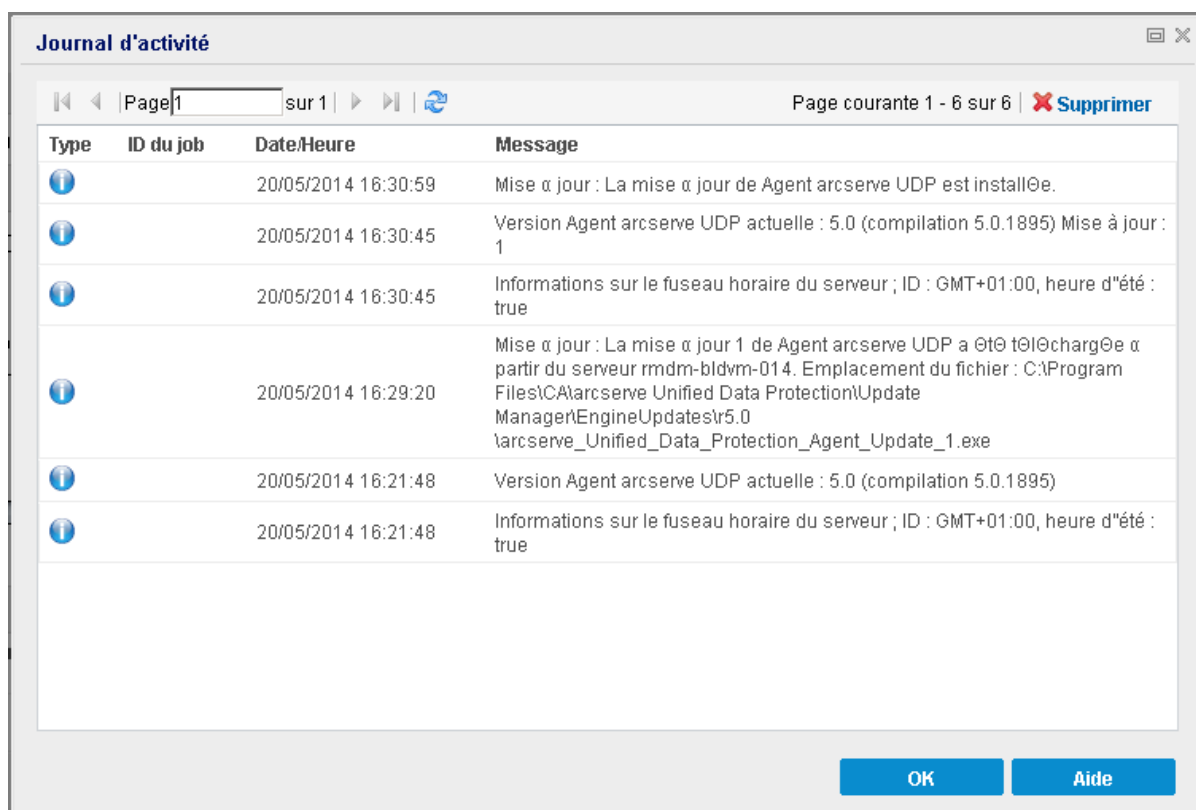 Journal d'activité
Page 1 sur 1 Page courante 1 - 6 sur 6 Supprimer
Type ID du job Date/Heure Message
20/05/2014 16:30:59 Mise α jour : La mise α jour de Agent arcserve UDP est installΘe.
20/05/2014 16:30:45 Version Agent arcserve UDP actuelle : 5.0 (compilation 5.0.1895) Mise à jour :
1
20/05/2014 16:30:45 Informations sur le fuseau horaire du serveur ; ID : GMT+01:00, heure d"été :
true
20/05/2014 16:29:20 Mise α jour : La mise α jour 1 de Agent arcserve UDP a ΘtΘ tΘlΘchargΘe α
partir du serveur rmdm-bldvm-014. Emplacement du fichier : C:\Program
Files\CA\arcserve Unified Data Protection\Update
Manager\EngineUpdates\r5.0
\arcserve_Unified_Data_Protection_Agent_Update_1.exe
20/05/2014 16:21:48 Version Agent arcserve UDP actuelle : 5.0 (compilation 5.0.1895)
20/05/2014 16:21:48 Informations sur le fuseau horaire du serveur ; ID : GMT+01:00, heure d"été :
true
OK Aide